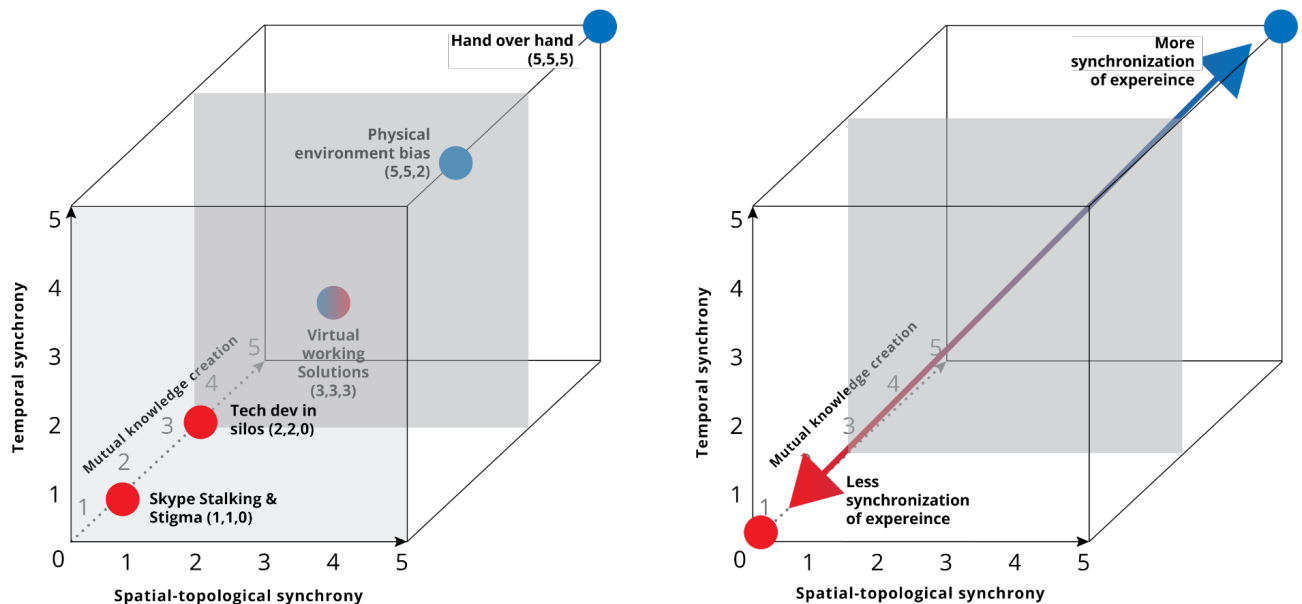 Hand over hand
(5,5,5)
Physical
environment bias
(5,5,2)
Virtual
working
Solutions
(3,3,3)
Tech dev in
silos (2,2,0)
Skype Stalking &
Stigma (1,1,0)
Mutual knowledge creation
1
2
3
4
5
Temporal synchrony
5
4
3
2
1
0
1
2
3
4
5
Spatial-topological synchrony
More
synchronization
of expereince
Less
synchronization
of expereince
Mutual knowledge creation
1
3
4
5
Temporal synchrony
5
4
3
2
1
0
1
2
3
4
5
Spatial-topological synchrony